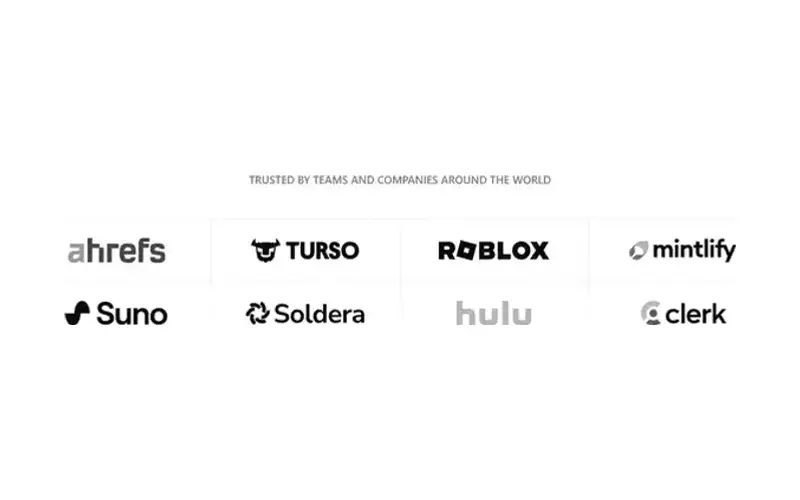 TRUSTED BY TEAMS AND COMPANIES AROUND THE WORLD
ahrefs TURSO ROBLOX mintlify
Suno Soldera hulu clerk